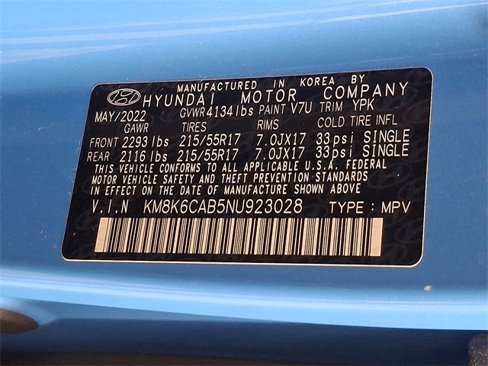 MANUFACTURED IN KOREA BY
HYUNDAI MOTOR COMPANY
MAY/2022 GVWR 4134lbs PAINT V7U TRIM YPK
GAWR TIRES RIMS COLD TIRE INFL
FRONT 2293lbs 215/55R17 7.0JX17 33psi SINGLE
REAR 2116lbs 215/55R17 7.0JX17 33psi SINGLE
THIS VEHICLE CONFORMS TO ALL APPLICABLE U.S.A. FEDERAL
MOTOR VEHICLE SAFETY AND THEFT PREVENTION STANDARDS
IN EFFECT ON THE DATE OF MANUFACTURE SHOWN ABOVE.
V.I.N KM8K6CAB5NU923028 TYPE : MPV